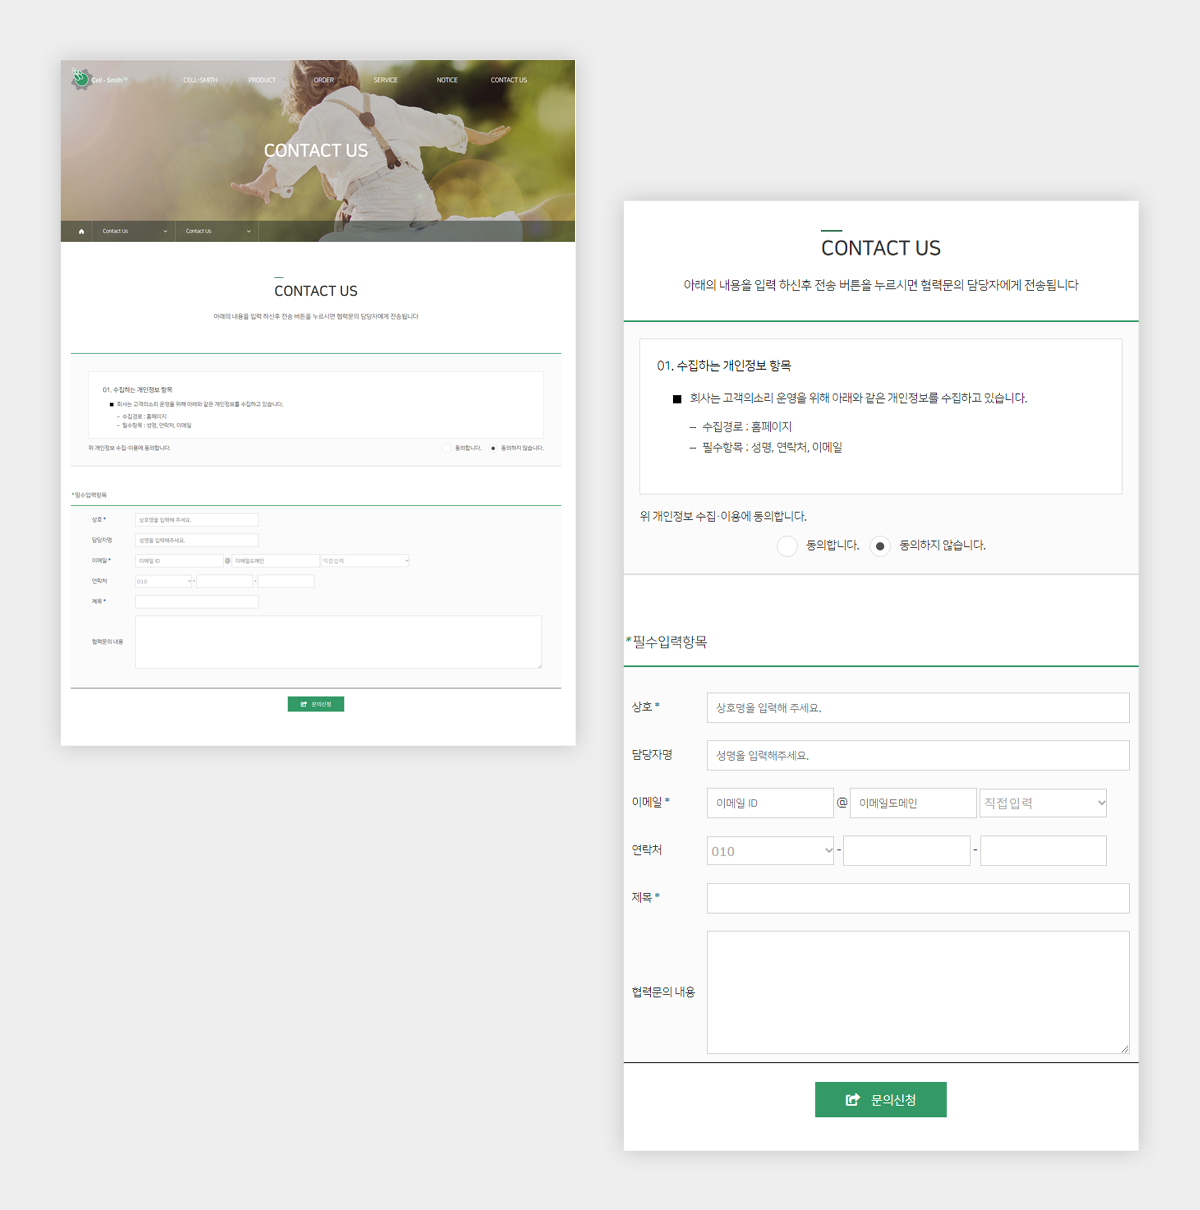 Cell - Smith™
CELL-SMITH PRODUCT ORDER SERVICE NOTICE CONTACT US
CONTACT US
Contact Us Contact Us
CONTACT US
아래의 내용을 입력 하신후 전송 버튼을 누르시면 협력문의 담당자에게 전송됩니다
01. 수집하는 개인정보 항목
■ 회사는 고객의소리 운영을 위해 아래와 같은 개인정보를 수집하고 있습니다.
– 수집경로 : 홈페이지
– 필수항목 : 성명, 연락처, 이메일
위 개인정보 수집·이용에 동의합니다.
동의합니다. 동의하지 않습니다.
*필수입력항목
상호 * 상호명을 입력해 주세요.
담당자명 성명을 입력해주세요.
이메일 * 이메일 ID @ 이메일도메인 직접입력
연락처 010 - -
제목 *
협력문의 내용
문의신청
CONTACT US
아래의 내용을 입력 하신후 전송 버튼을 누르시면 협력문의 담당자에게 전송됩니다
01. 수집하는 개인정보 항목
■ 회사는 고객의소리 운영을 위해 아래와 같은 개인정보를 수집하고 있습니다.
– 수집경로 : 홈페이지
– 필수항목 : 성명, 연락처, 이메일
위 개인정보 수집·이용에 동의합니다.
동의합니다. 동의하지 않습니다.
*필수입력항목
상호 * 상호명을 입력해 주세요.
담당자명 성명을 입력해주세요.
이메일 * 이메일 ID @ 이메일도메인 직접입력
연락처 010 - -
제목 *
협력문의 내용
문의신청